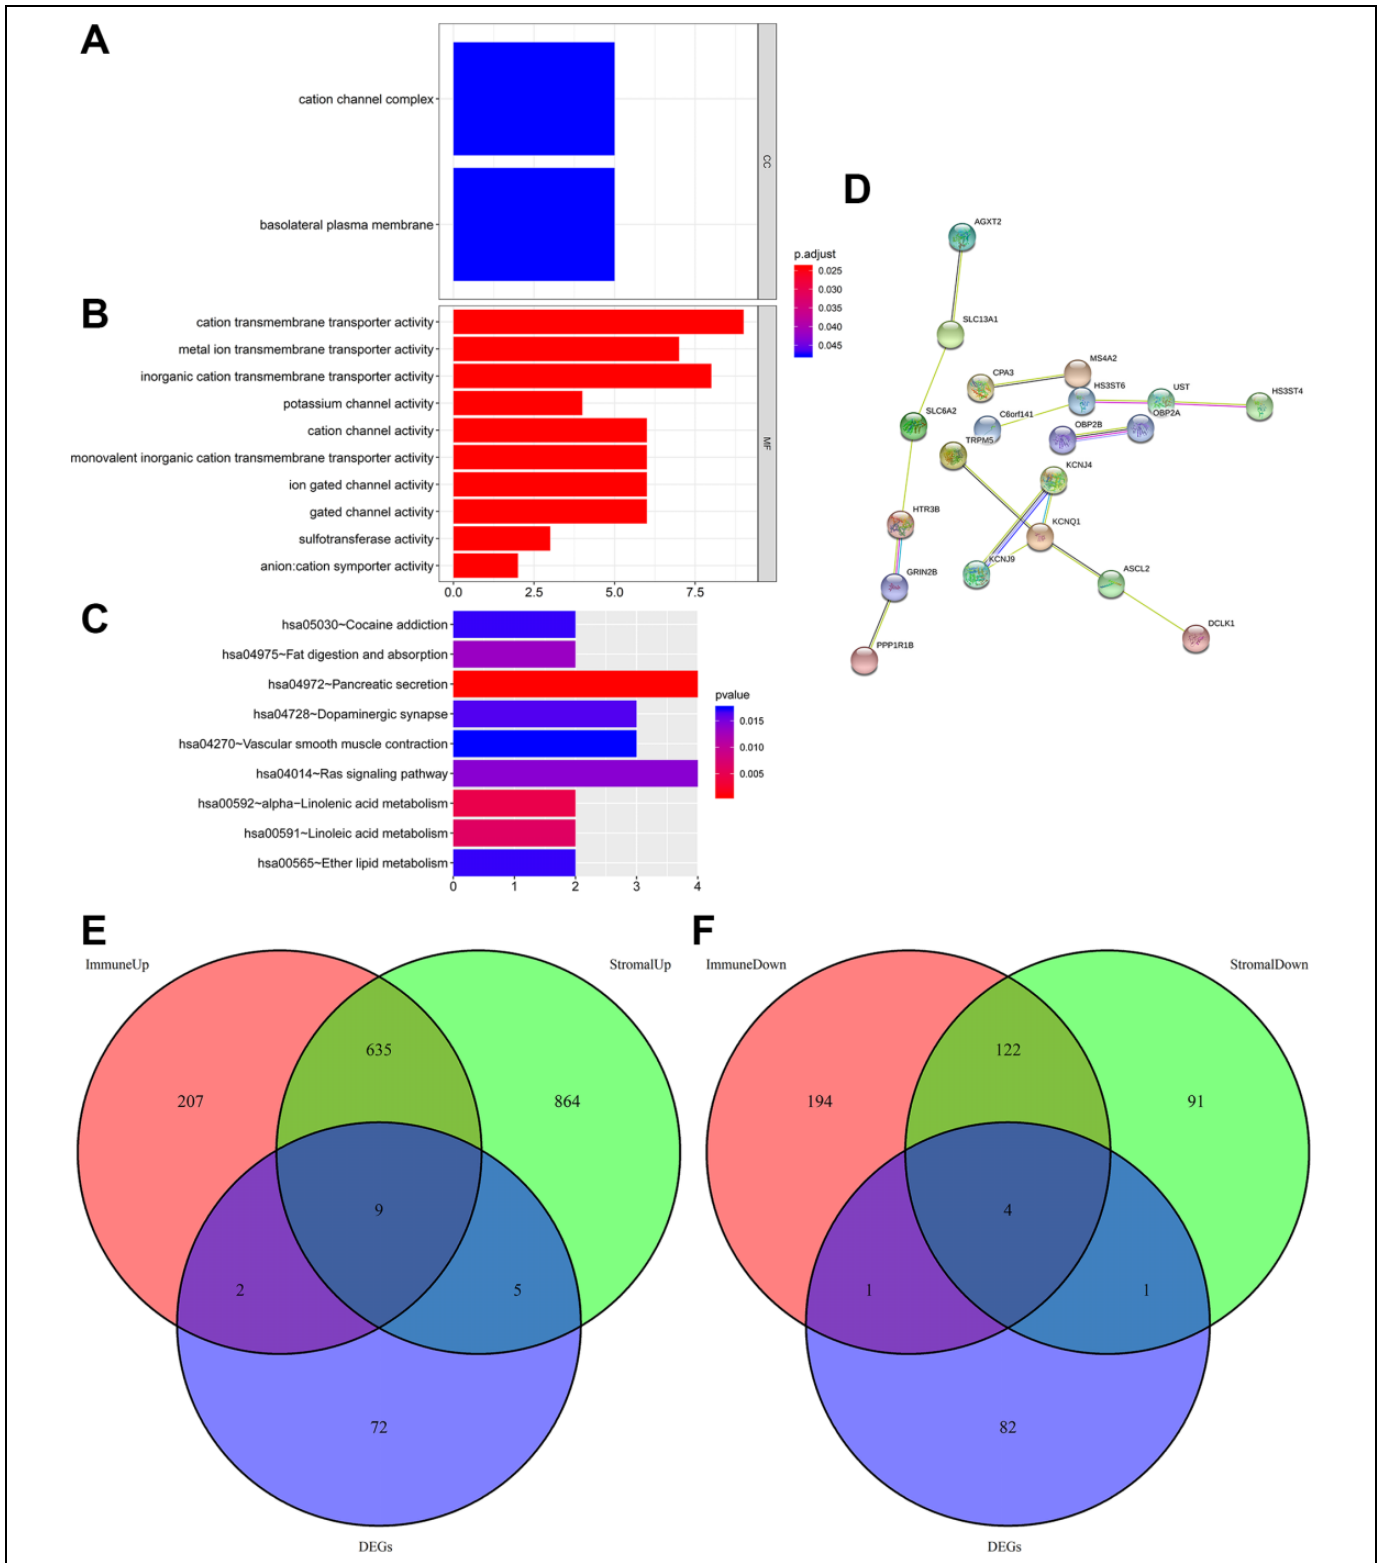 A
cation channel complex
basolateral plasma membrane
CC
p.adjust
0.025
0.030
0.035
0.040
0.045
B
cation transmembrane transporter activity
metal ion transmembrane transporter activity
inorganic cation transmembrane transporter activity
potassium channel activity
cation channel activity
monovalent inorganic cation transmembrane transporter activity
ion gated channel activity
gated channel activity
sulfotransferase activity
anion:cation symporter activity
MF
0.0 2.5 5.0 7.5
C
hsa05030~Cocaine addiction
hsa04975~Fat digestion and absorption
hsa04972~Pancreatic secretion
hsa04728~Dopaminergic synapse
hsa04270~Vascular smooth muscle contraction
hsa04014~Ras signaling pathway
hsa00592~alpha−Linolenic acid metabolism
hsa00591~Linoleic acid metabolism
hsa00565~Ether lipid metabolism
0 1 2 3 4
pvalue
0.015
0.010
0.005
D
AGXT2
SLC13A1
MS4A2
CPA3
HS3ST6
UST
HS3ST4
SLC6A2
C6orf141
OBP2A
OBP2B
TRPM5
KCNJ4
HTR3B
KCNQ1
KCNJ9
GRIN2B
ASCL2
DCLK1
PPP1R1B
E
ImmuneUp
StromalUp
635
207
864
9
2
5
72
DEGs
F
ImmuneDown
StromalDown
122
194
91
4
1
1
82
DEGs